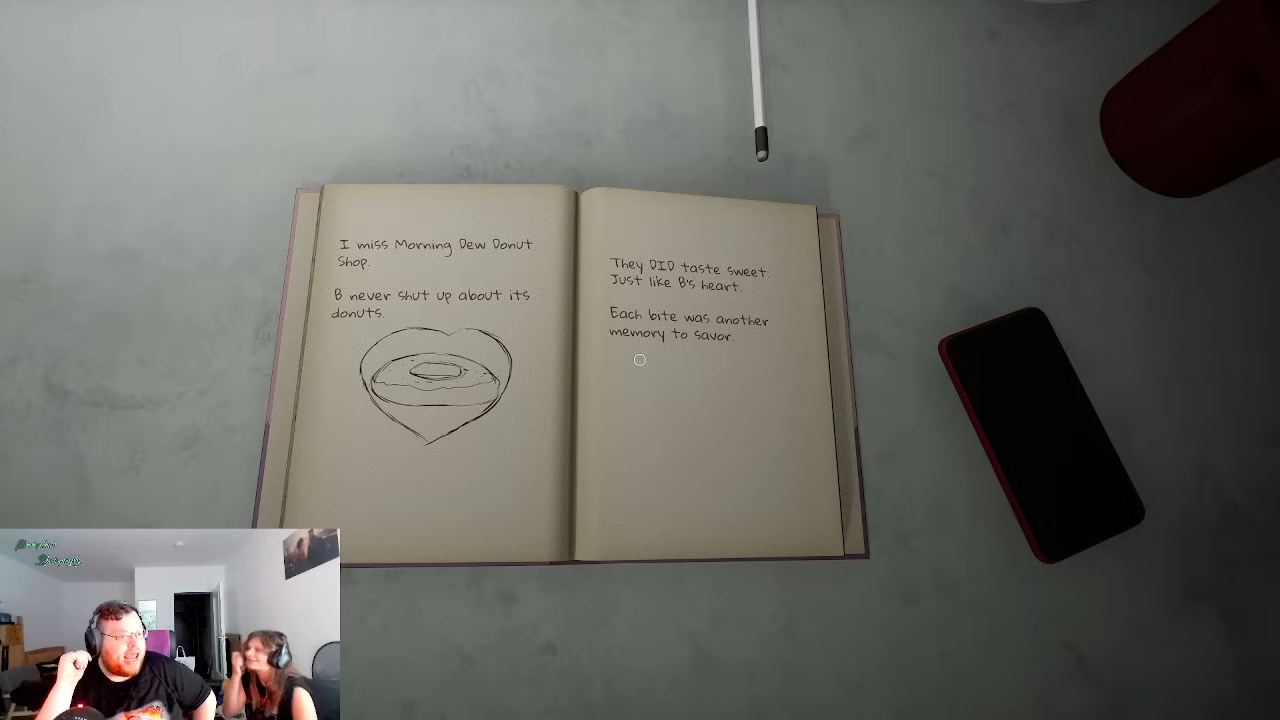 I miss Morning Dew Donut
Shop.
B never shut up about its
donuts.
They DID taste sweet.
Just like B's heart.
Each bite was another
memory to savor.